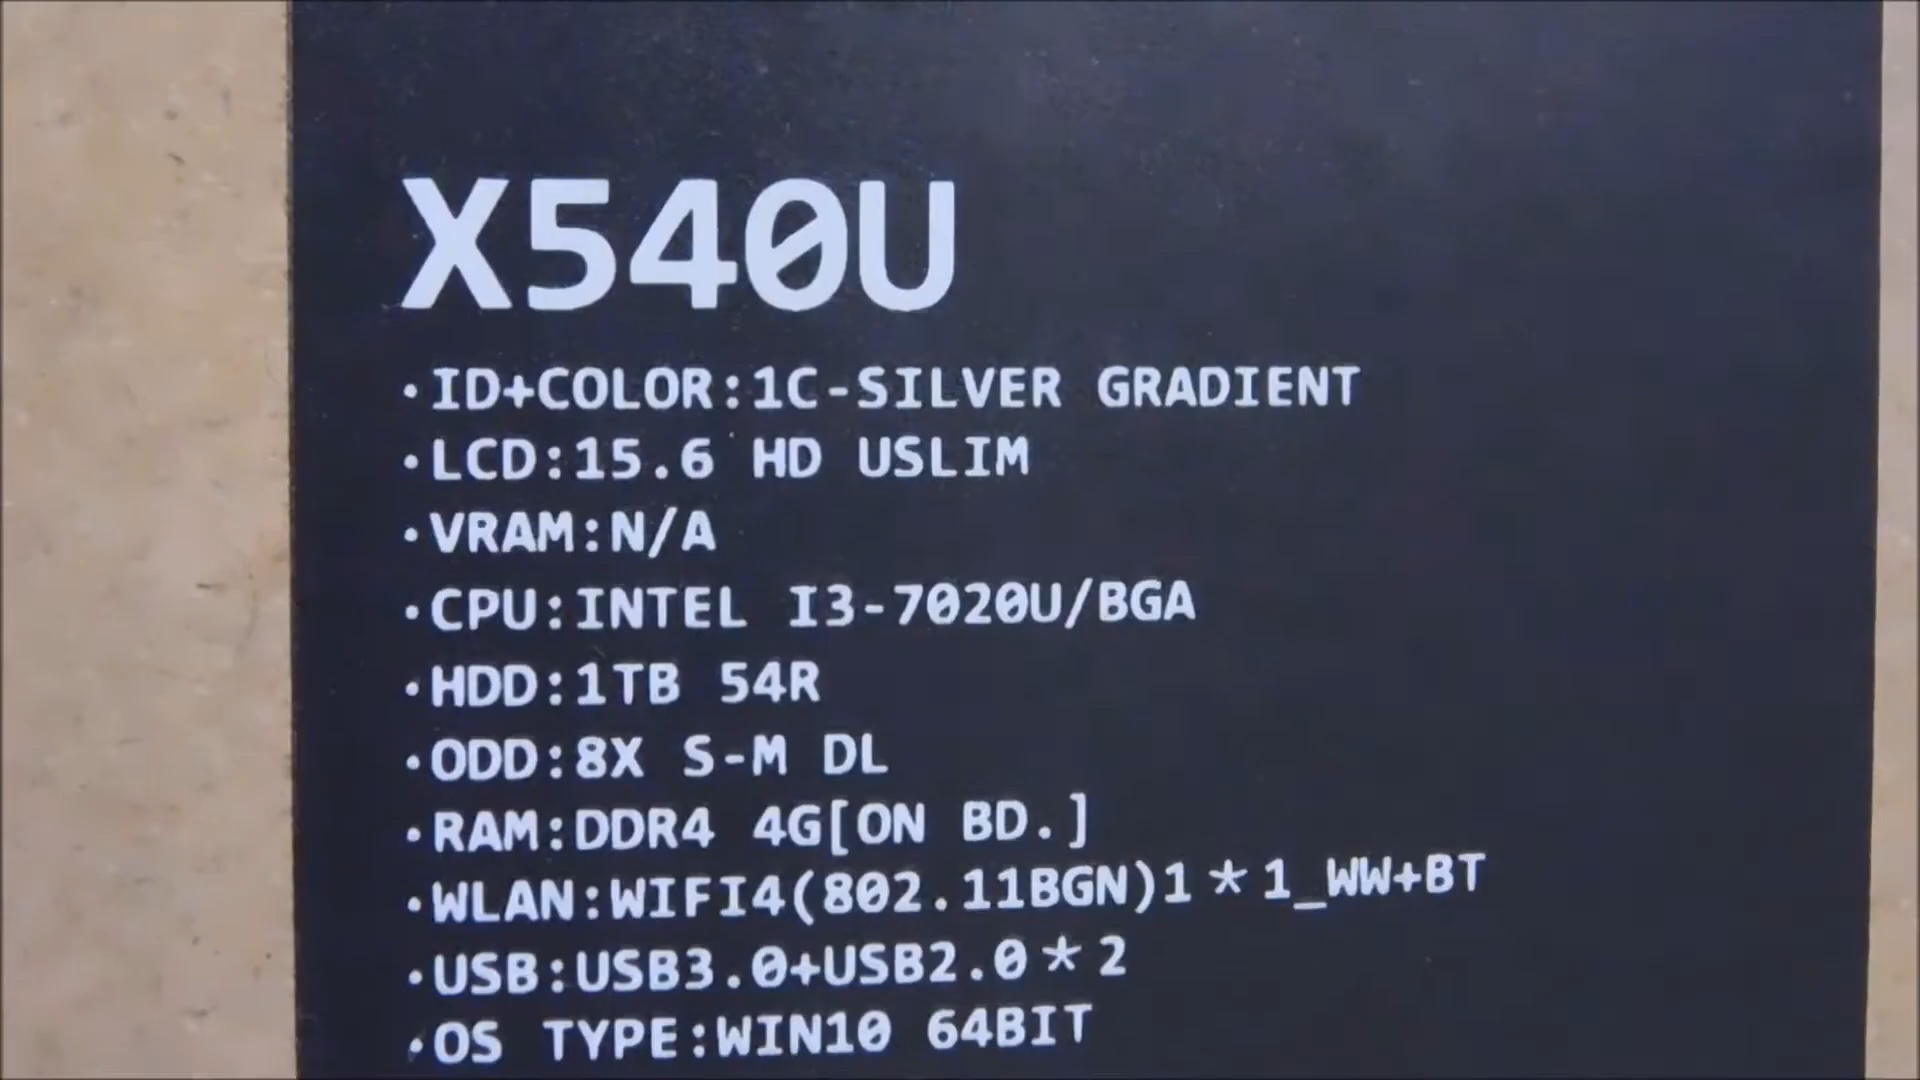 X540U
·ID+COLOR:1C-SILVER GRADIENT
·LCD:15.6 HD USLIM
·VRAM:N/A
·CPU:INTEL I3-7020U/BGA
·HDD:1TB 54R
·ODD:8X S-M DL
·RAM:DDR4 4G[ON BD.]
·WLAN:WIFI4(802.11BGN)1*1_WW+BT
·USB:USB3.0+USB2.0*2
·OS TYPE:WIN10 64BIT